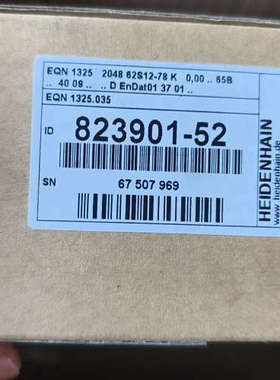 EQN 1325 2048 62S12-78 K 0,00 .. 65B
.. 40 09 .. .. D EnDat01 37 01 ..
EQN 1325.035
ID 823901-52
SN 67 507 969
HEIDENHAIN
www.heidenhain.de